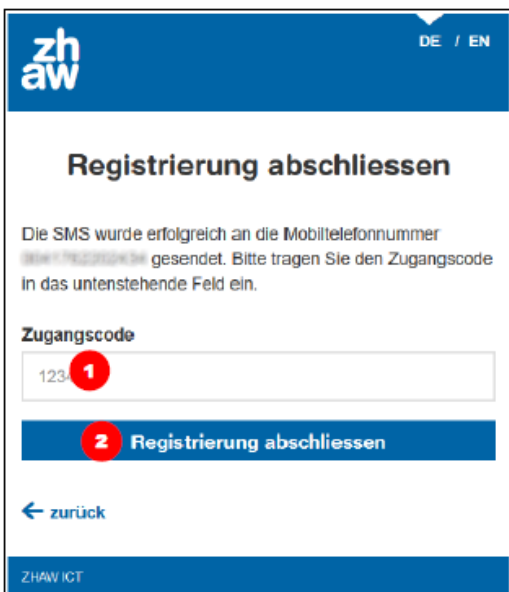 zh
aw
DE / EN
Registrierung abschliessen
Die SMS wurde erfolgreich an die Mobiltelefonnummer
gesendet. Bitte tragen Sie den Zugangscode
in das untenstehende Feld ein.
Zugangscode
123 1
2 Registrierung abschliessen
← zurück
ZHAW ICT